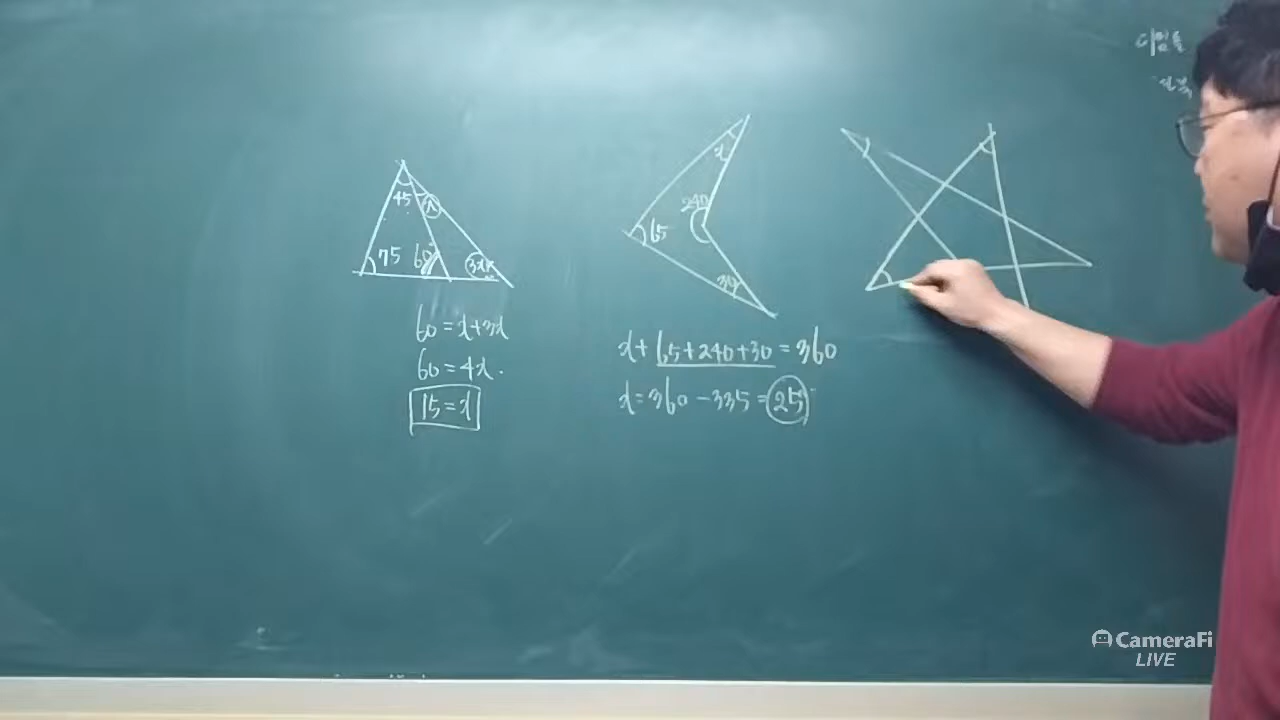 45
x
75 60 3x
60=x+3x
60=4x.
15=x
x
240
65
30
x+65+240+30=360
x=360-335=25
CameraFi
LIVE